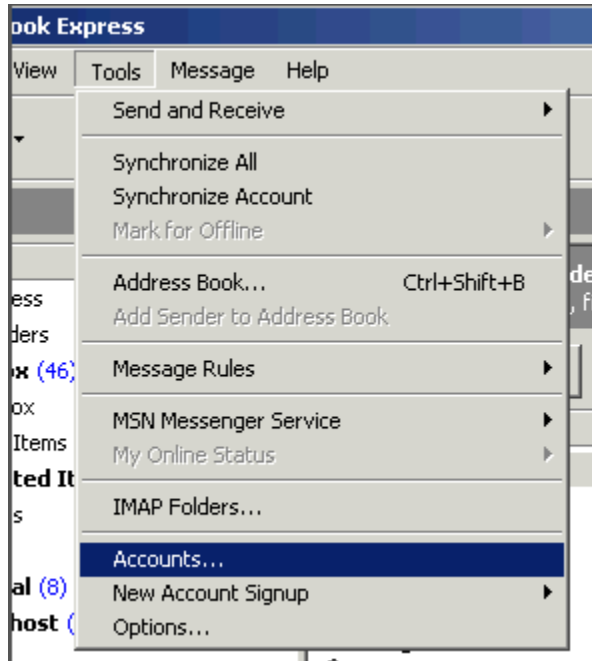 ook Express
View Tools Message Help
Send and Receive
Synchronize All
Synchronize Account
Mark for Offline
Address Book... Ctrl+Shift+B
Add Sender to Address Book
Message Rules
MSN Messenger Service
My Online Status
IMAP Folders...
Accounts...
New Account Signup
Options...
ess
ders
ox (46)
ox
Items
ted It
s
al (8)
host (
de
, f